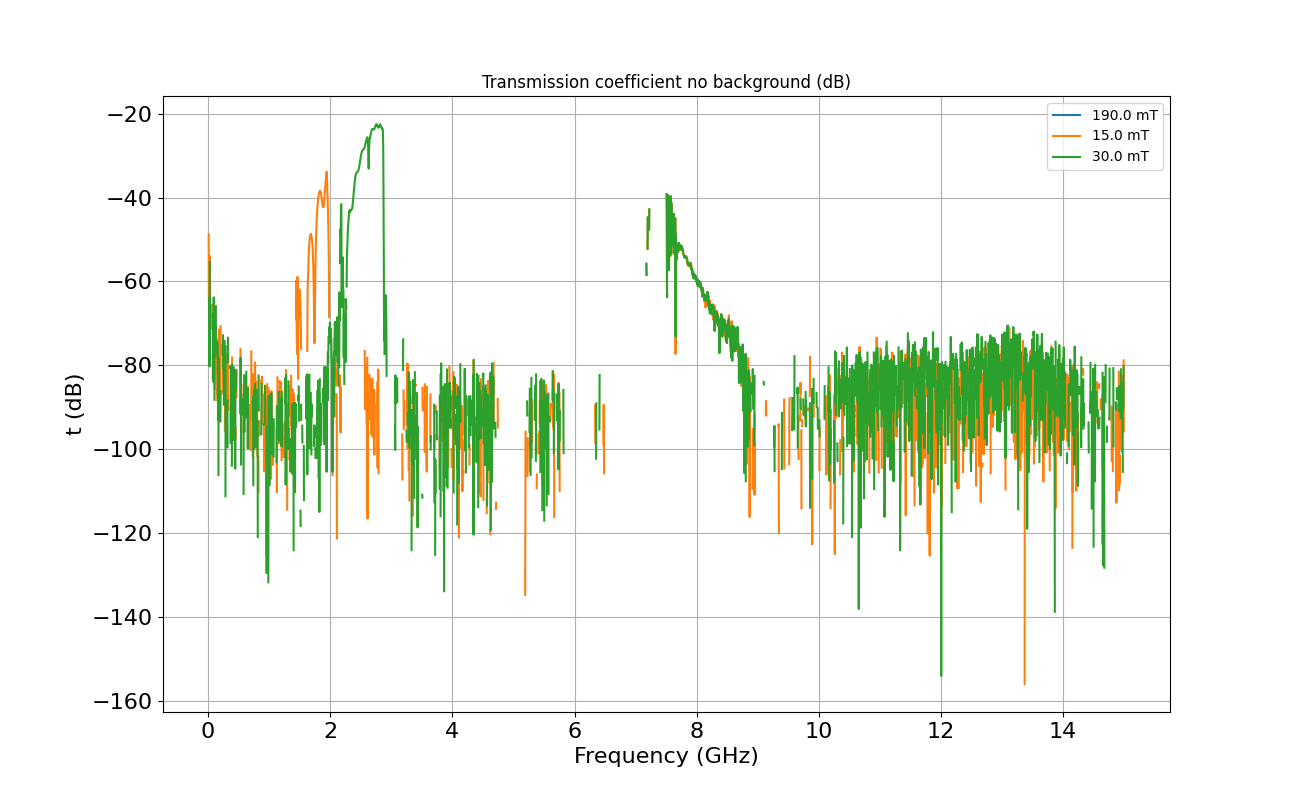 Transmission coefficient no background (dB)
190.0 mT
15.0 mT
30.0 mT
−20
−40
−60
−80
−100
−120
−140
−160
t (dB)
0 2 4 6 8 10 12 14
Frequency (GHz)